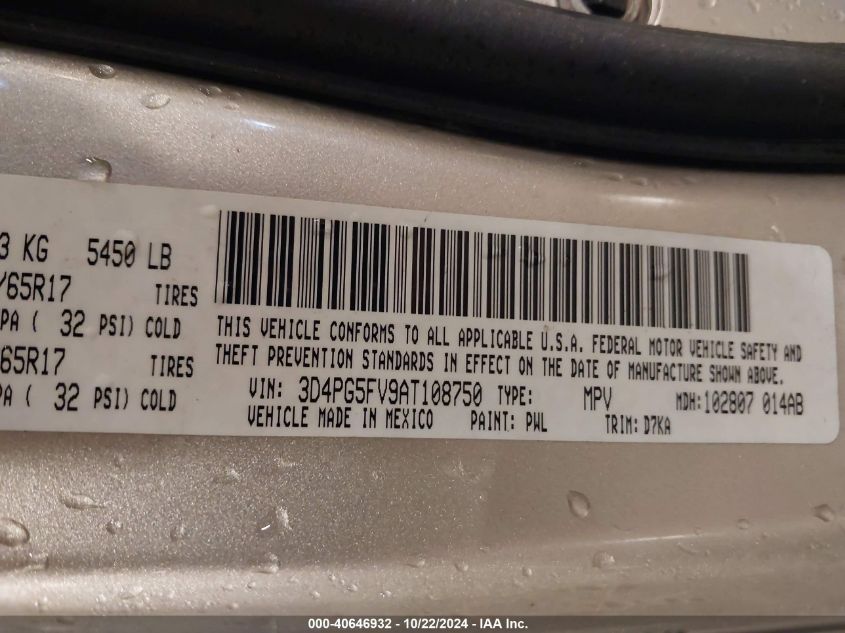 3 KG 5450 LB
/65R17 TIRES
PA ( 32 PSI) COLD
65R17 TIRES
PA ( 32 PSI) COLD
THIS VEHICLE CONFORMS TO ALL APPLICABLE U.S.A. FEDERAL MOTOR VEHICLE SAFETY AND
THEFT PREVENTION STANDARDS IN EFFECT ON THE DATE OF MANUFACTURE SHOWN ABOVE.
VIN: 3D4PG5FV9AT108750 TYPE: MPV MDH:102807 014AB
VEHICLE MADE IN MEXICO PAINT: PWL TRIM: D7KA
000-40646932 - 10/22/2024 - IAA Inc.